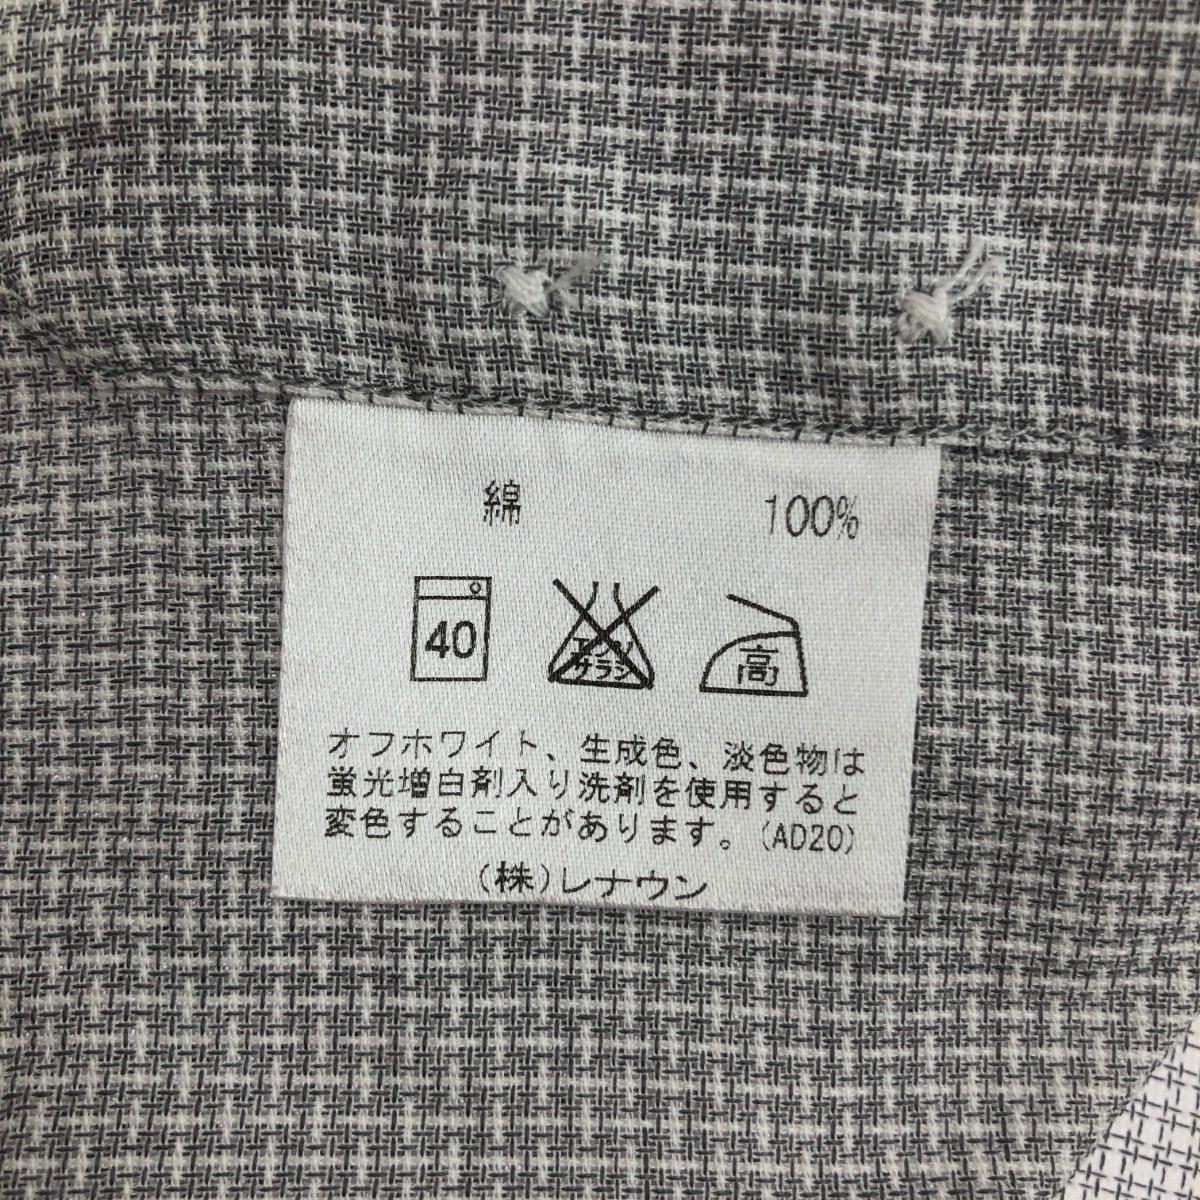 綿 100%
40 エンソサラシ 高
オフホワイト、生成色、淡色物は
蛍光増白剤入り洗剤を使用すると
変色することがあります。(AD20)
(株)レナウン